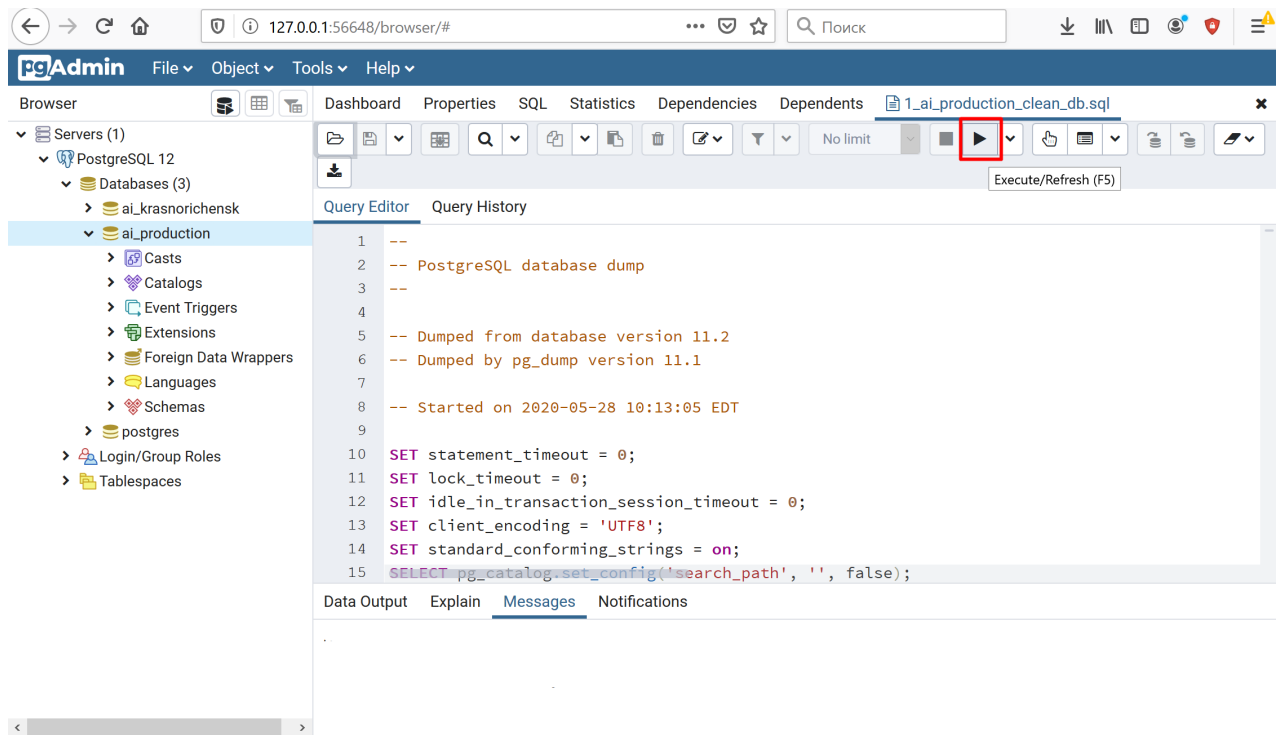 127.0.0.1:56648/browser/#
Поиск
pgAdmin File Object Tools Help
Browser
Dashboard Properties SQL Statistics Dependencies Dependents 1_ai_production_clean_db.sql
Servers (1)
PostgreSQL 12
Databases (3)
ai_krasnorichensk
ai_production
Casts
Catalogs
Event Triggers
Extensions
Foreign Data Wrappers
Languages
Schemas
postgres
Login/Group Roles
Tablespaces
No limit
Execute/Refresh (F5)
Query Editor Query History
1 --
2 -- PostgreSQL database dump
3 --
4
5 -- Dumped from database version 11.2
6 -- Dumped by pg_dump version 11.1
7
8 -- Started on 2020-05-28 10:13:05 EDT
9
10 SET statement_timeout = 0;
11 SET lock_timeout = 0;
12 SET idle_in_transaction_session_timeout = 0;
13 SET client_encoding = 'UTF8';
14 SET standard_conforming_strings = on;
15 SELECT pg_catalog.set_config('search_path', '', false);
Data Output Explain Messages Notifications